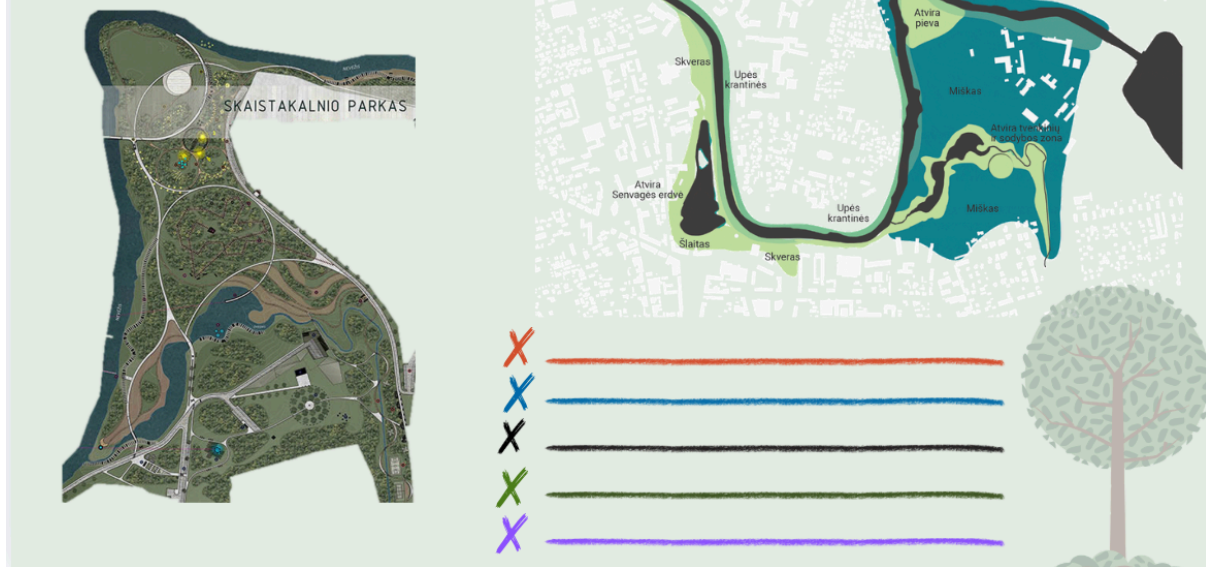 SKAISTAKALNIO PARKAS
Atvira
pieva
Skveras
Upės
krantinės
Miškas
Atvira tvenkinių
ir sodybos zona
Atvira
Senvagės erdvė
Upės
krantinės
Miškas
Šlaitas
Skveras